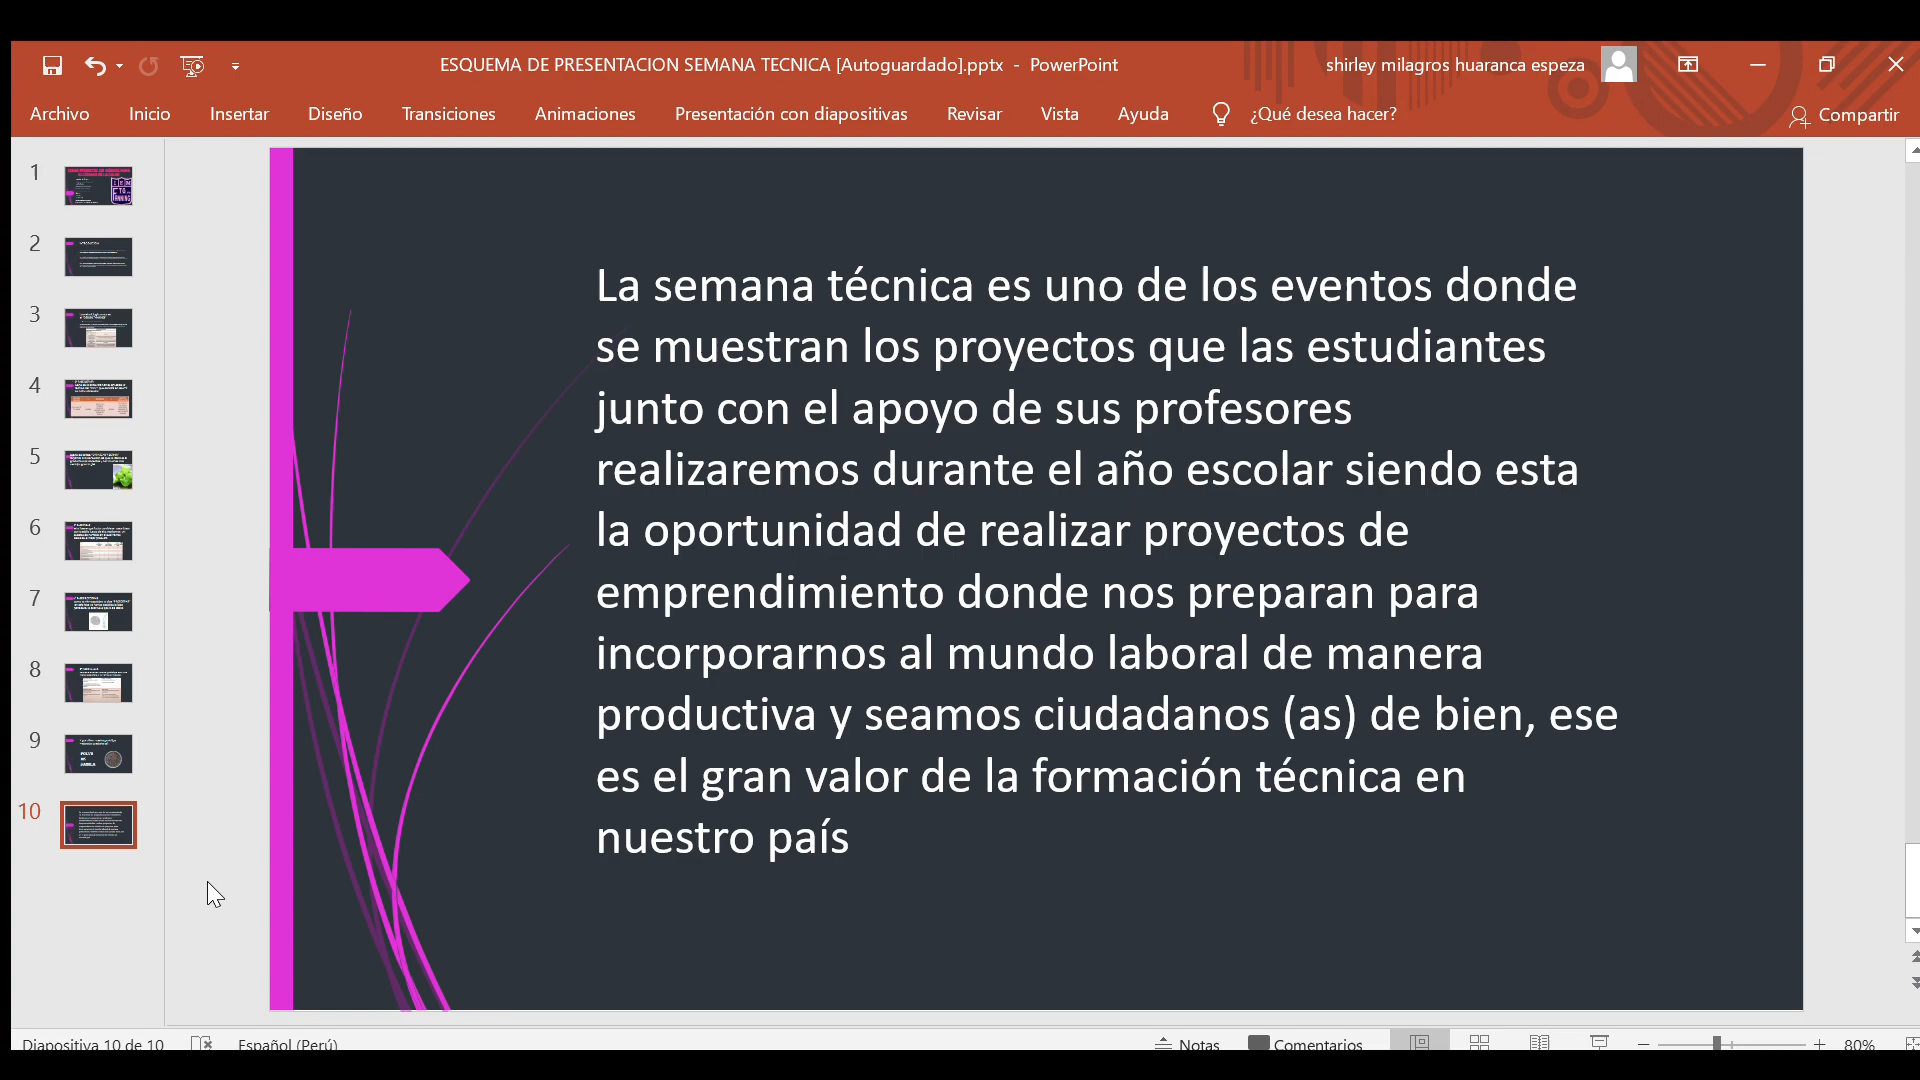 ESQUEMA DE PRESENTACION SEMANA TECNICA [Autoguardado].pptx - PowerPoint
shirley milagros huaranca espeza
Archivo Inicio Insertar Diseño Transiciones Animaciones Presentación con diapositivas Revisar Vista Ayuda ¿Qué desea hacer? Compartir
1
2
3
4
5
6
7
8
9
10
La semana técnica es uno de los eventos donde
se muestran los proyectos que las estudiantes
junto con el apoyo de sus profesores
realizaremos durante el año escolar siendo esta
la oportunidad de realizar proyectos de
emprendimiento donde nos preparan para
incorporarnos al mundo laboral de manera
productiva y seamos ciudadanos (as) de bien, ese
es el gran valor de la formación técnica en
nuestro país
Diapositiva 10 de 10 Español (Perú) Notas Comentarios 80%